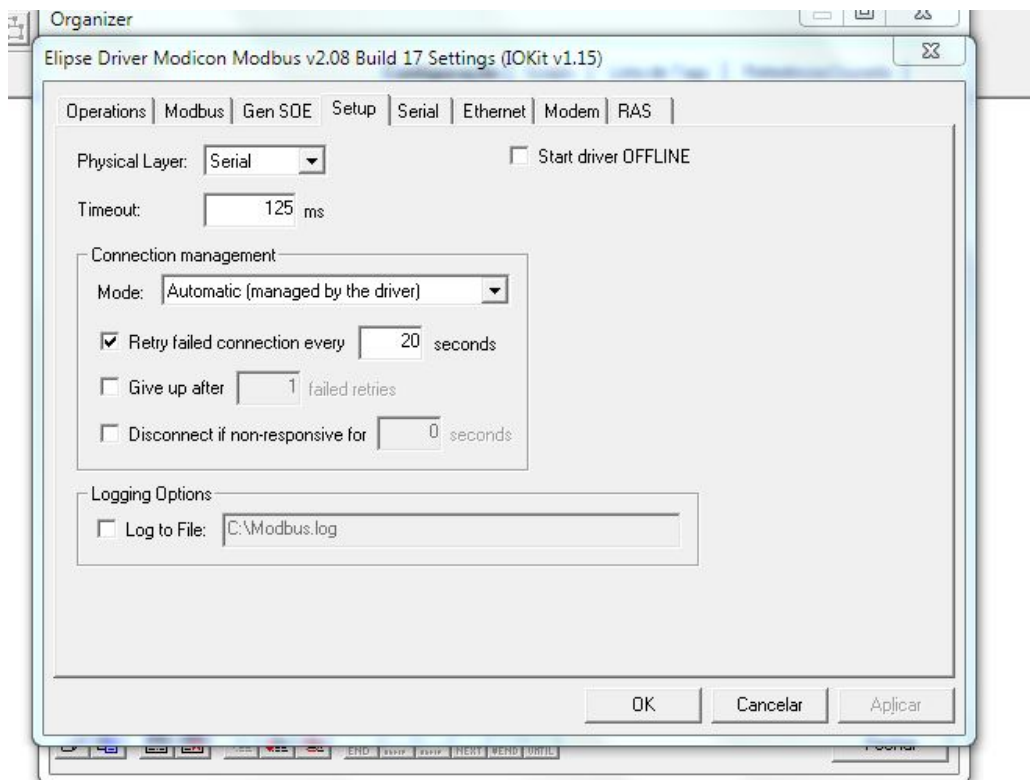 Organizer
Elipse Driver Modicon Modbus v2.08 Build 17 Settings (IOKit v1.15)
Operations Modbus Gen SOE Setup Serial Ethernet Modem RAS
Physical Layer: Serial Start driver OFFLINE
Timeout: 125 ms
Connection management
Mode: Automatic (managed by the driver)
Retry failed connection every 20 seconds
Give up after 1 failed retries
Disconnect if non-responsive for 0 seconds
Logging Options
Log to File: C:\Modbus.log
OK Cancelar Aplicar
END NEXT WEND UNTIL Fechar